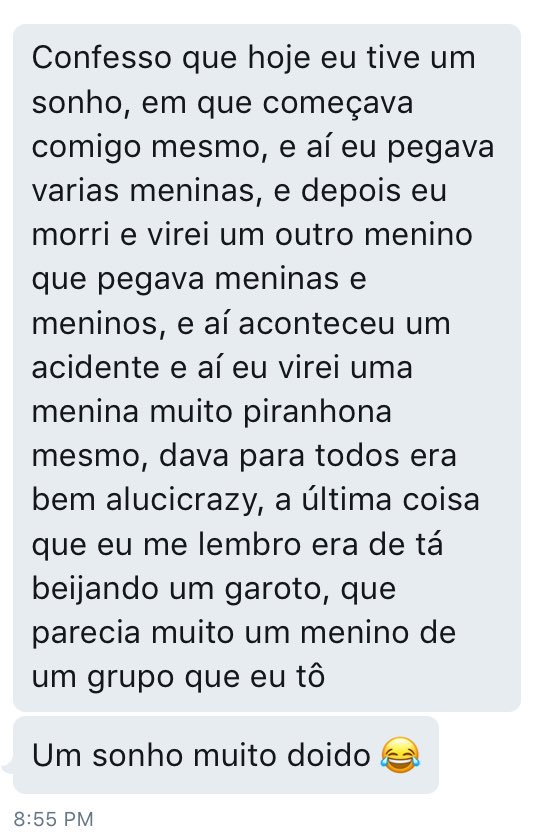 Confesso que hoje eu tive um
sonho, em que começava
comigo mesmo, e aí eu pegava
varias meninas, e depois eu
morri e virei um outro menino
que pegava meninas e
meninos, e aí aconteceu um
acidente e aí eu virei uma
menina muito piranhona
mesmo, dava para todos era
bem alucicrazy, a última coisa
que eu me lembro era de tá
beijando um garoto, que
parecia muito um menino de
um grupo que eu tô
Um sonho muito doido 😂
8:55 PM